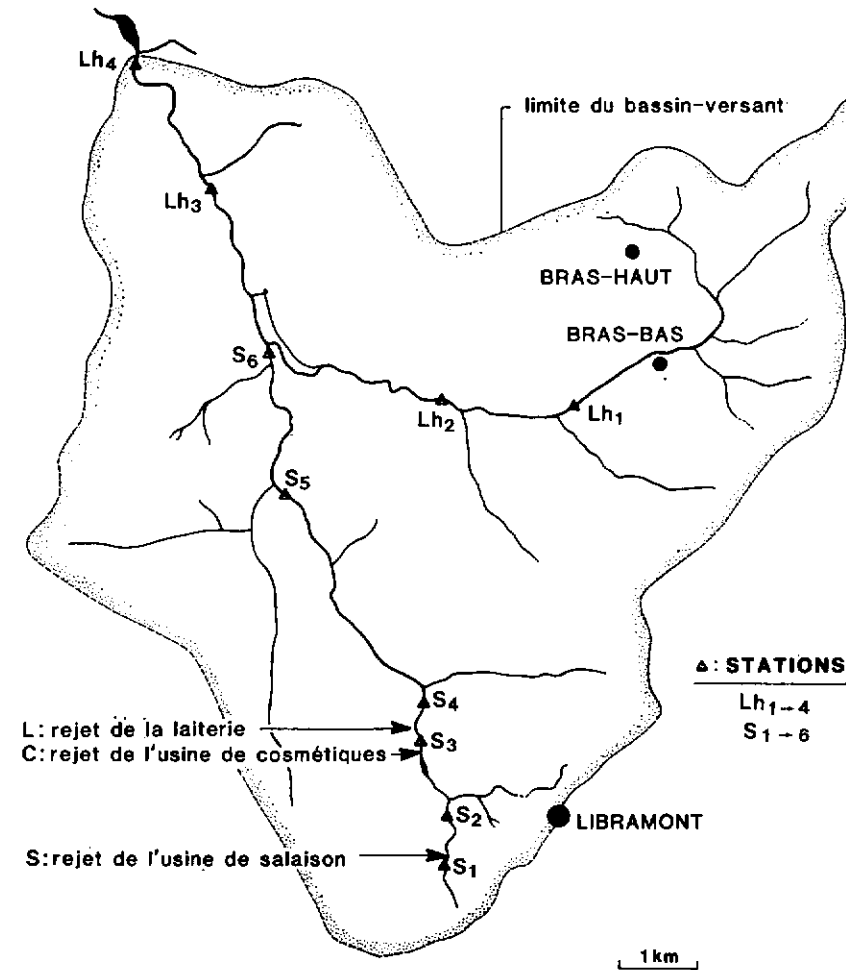 Lh4
limite du bassin-versant
Lh3
BRAS-HAUT
BRAS-BAS
S6
Lh2
Lh1
S5
▵: STATIONS
Lh1→4
S1→6
S4
L: rejet de la laiterie
S3
C: rejet de l'usine de cosmétiques
S2
LIBRAMONT
S: rejet de l'usine de salaison
S1
1km